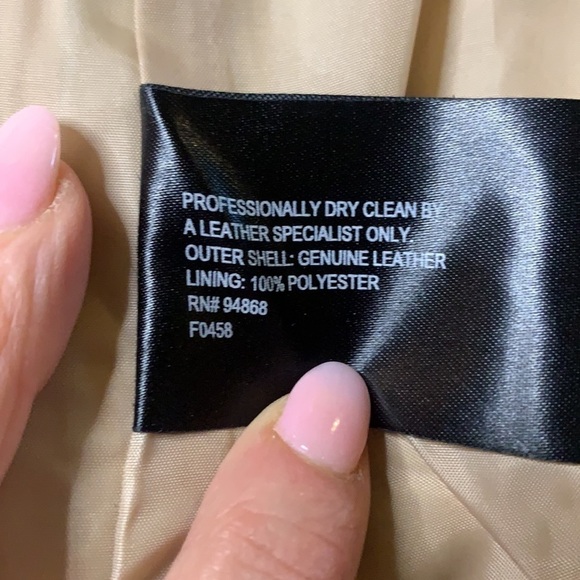 PROFESSIONALLY DRY CLEAN BY
A LEATHER SPECIALIST ONLY
OUTER SHELL: GENUINE LEATHER
LINING: 100% POLYESTER
RN# 94868
F0458